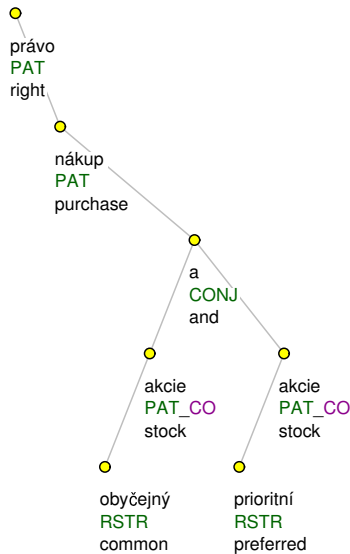 právo
PAT
right
nákup
PAT
purchase
a
CONJ
and
akcie
PAT_CO
stock
akcie
PAT_CO
stock
obyčejný
RSTR
common
prioritní
RSTR
preferred